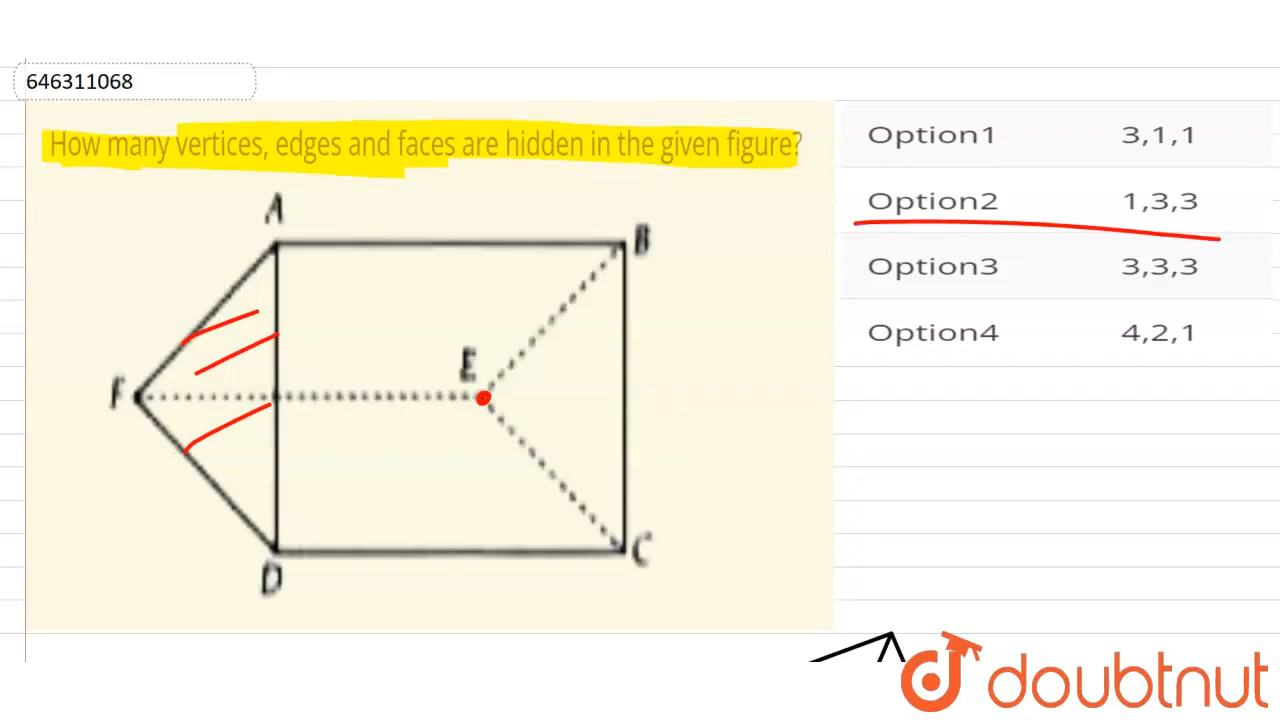 646311068
How many vertices, edges and faces are hidden in the given figure?
Option1 3,1,1
Option2 1,3,3
Option3 3,3,3
Option4 4,2,1
A
B
E
F
C
D
doubtnut